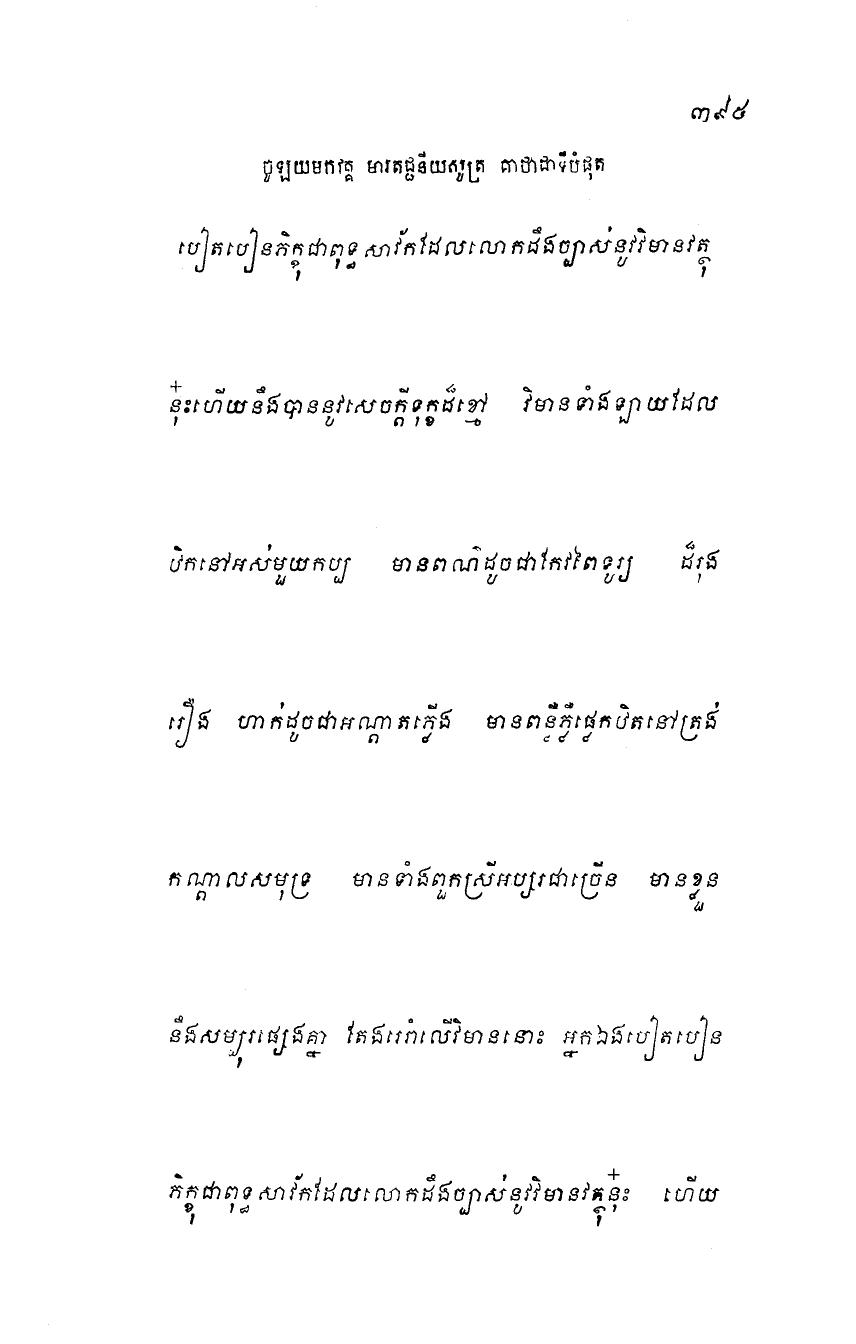 ៣៩៥
ចូឡយមកវគ្គ មារតជ្ជនីយសូត្រ គាថាជាទីបំផុត
បៀតបៀនភិក្ខុជាពុទ្ធសាវ័កដែលលោកដឹងច្បាស់នូវវិមានវត្ថុ
នុ៎ះហើយនឹងបាននូវសេចក្តីទុក្ខដ៏ខ្មៅ វិមានទាំងឡាយដែល
ឋិតនៅអស់មួយកប្ប មានពណ៌ដូចជាកែវពៃទូរ្យ ដ៏រុង
រឿង ហាក់ដូចជាអណ្តាតភ្លើង មានពន្លឺភ្លឺផ្លេកឋិតនៅត្រង់
កណ្តាលសមុទ្រ មានទាំងពួកស្រីអប្សរជាច្រើន មានខ្លួន
នឹងសម្បុរផ្សេងគ្នា តែងរេរាំលើវិមាននោះ អ្នកឯងបៀតបៀន
ភិក្ខុជាពុទ្ធសាវ័កដែលលោកដឹងច្បាស់នូវវិមានវត្ថុនុ៎ះ ហើយ